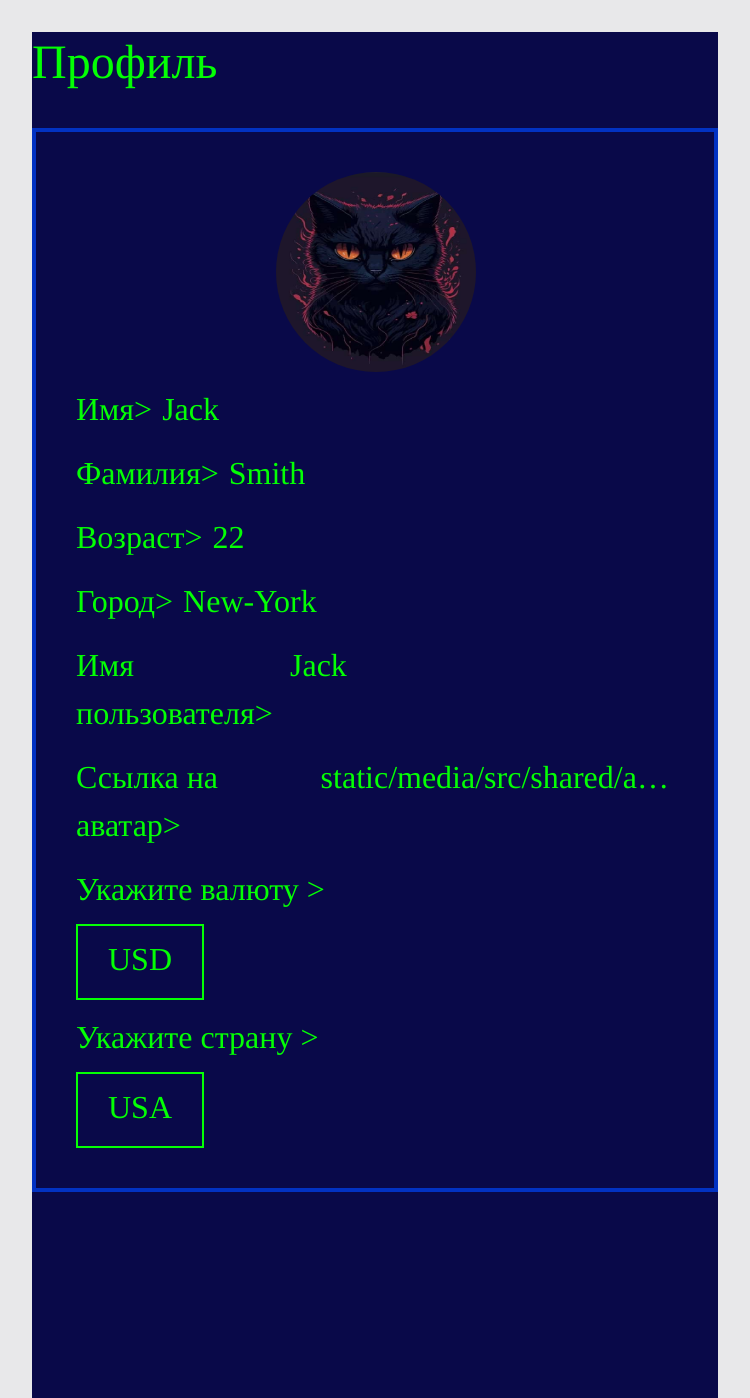 Профиль
Имя> Jack
Фамилия> Smith
Возраст> 22
Город> New-York
Имя Jack
пользователя>
Ссылка на static/media/src/shared/a…
аватар>
Укажите валюту >
USD
Укажите страну >
USA